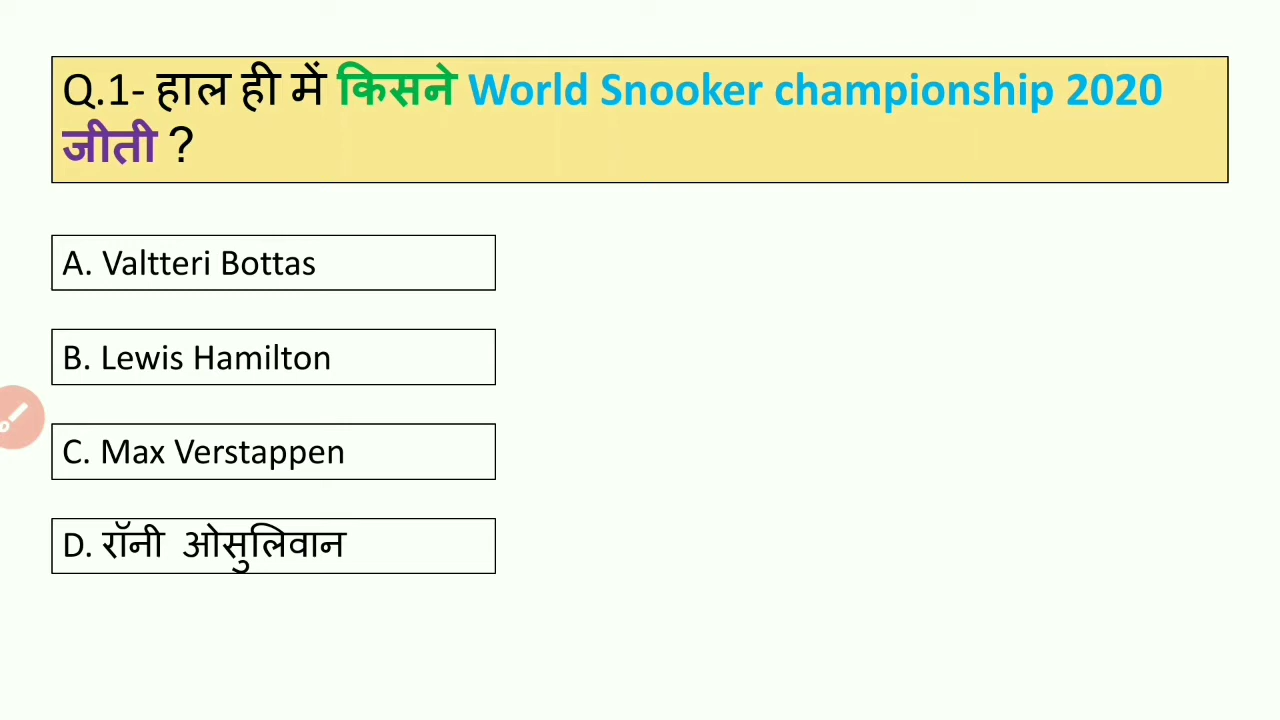 Q.1- हाल ही में किसने World Snooker championship 2020
जीती ?
A. Valtteri Bottas
B. Lewis Hamilton
C. Max Verstappen
D. रॉनी ओसुलिवान